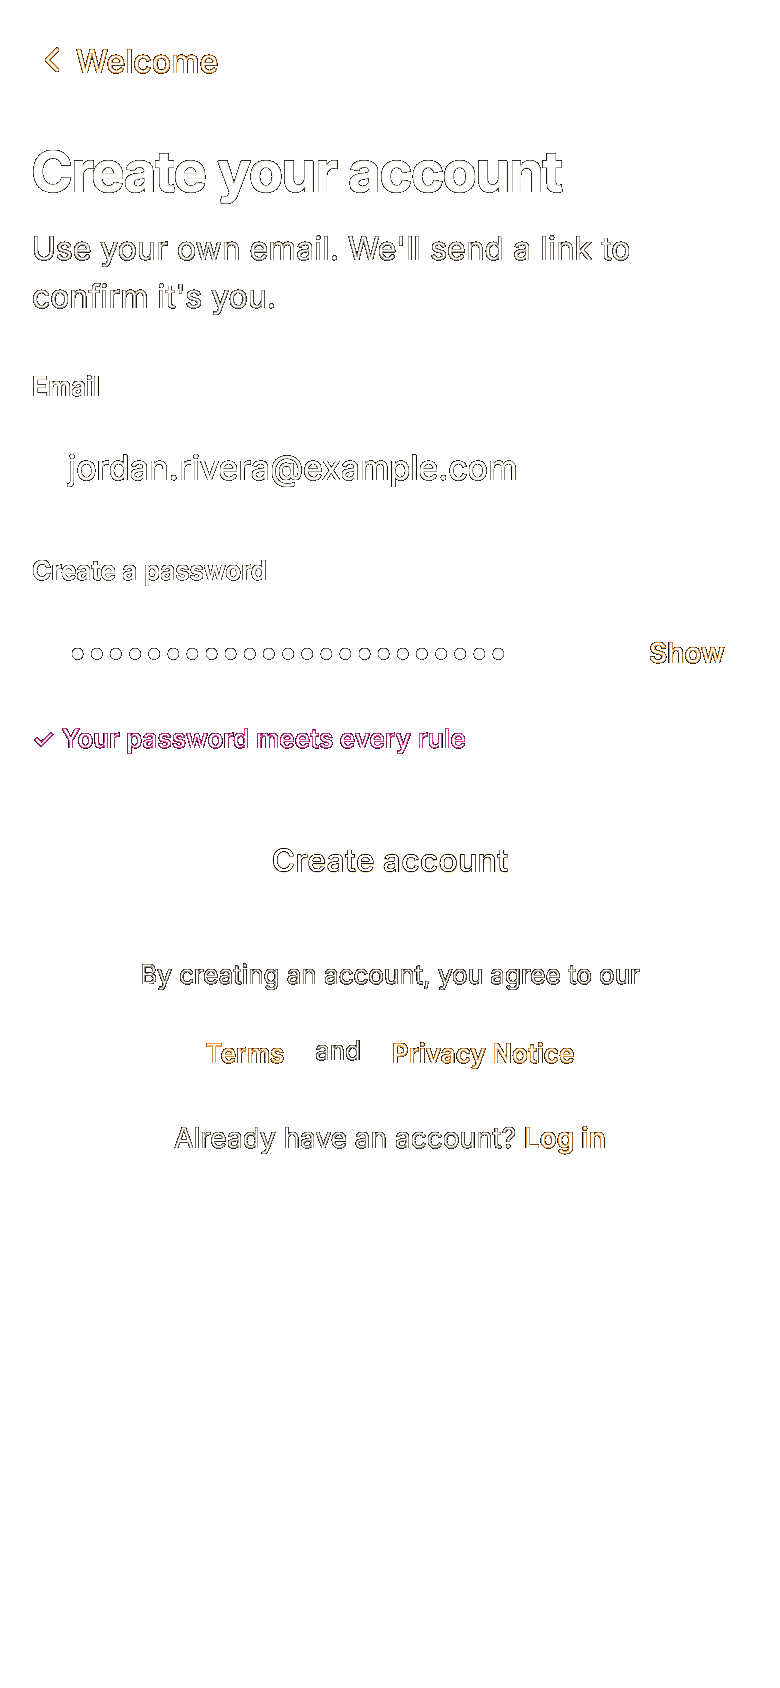 Welcome
Create your account
Use your own email. We'll send a link to
confirm it's you.
Email
jordan.rivera@example.com
Create a password
Show
Your password meets every rule
Create account
By creating an account, you agree to our
Terms and Privacy Notice
Already have an account? Log in